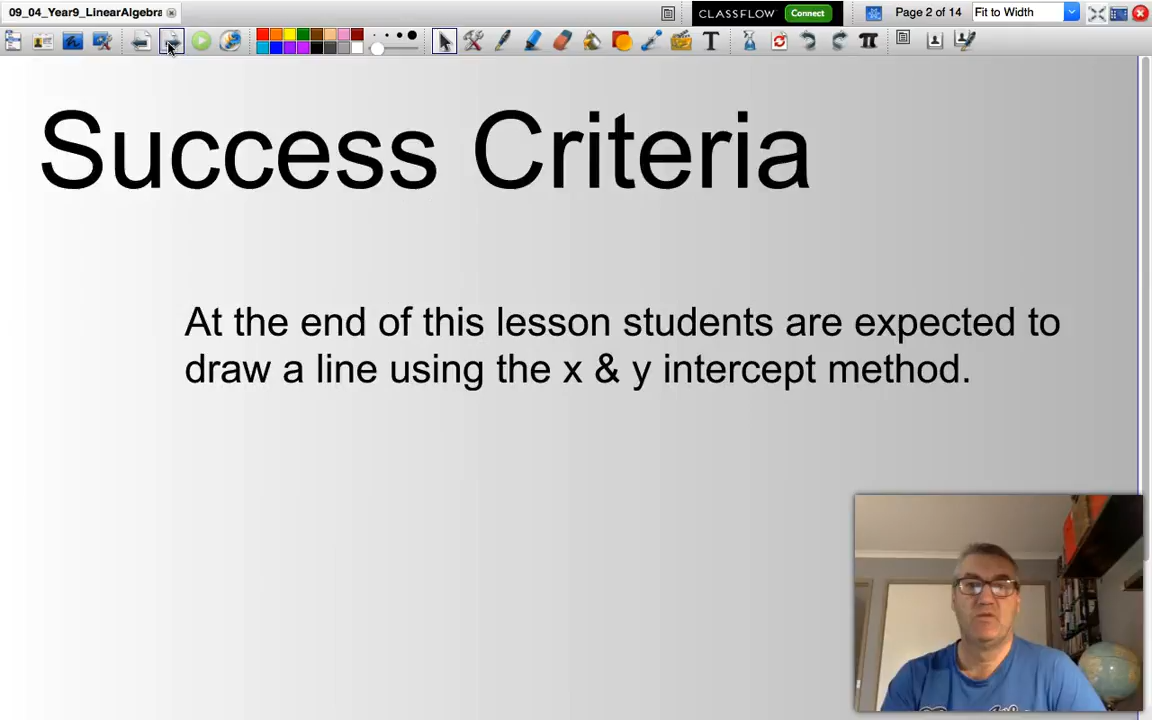 09_04_Year9_LinearAlgebra
CLASSFLOW
Connect
Page 2 of 14
Fit to Width
Success Criteria
At the end of this lesson students are expected to
draw a line using the x & y intercept method.